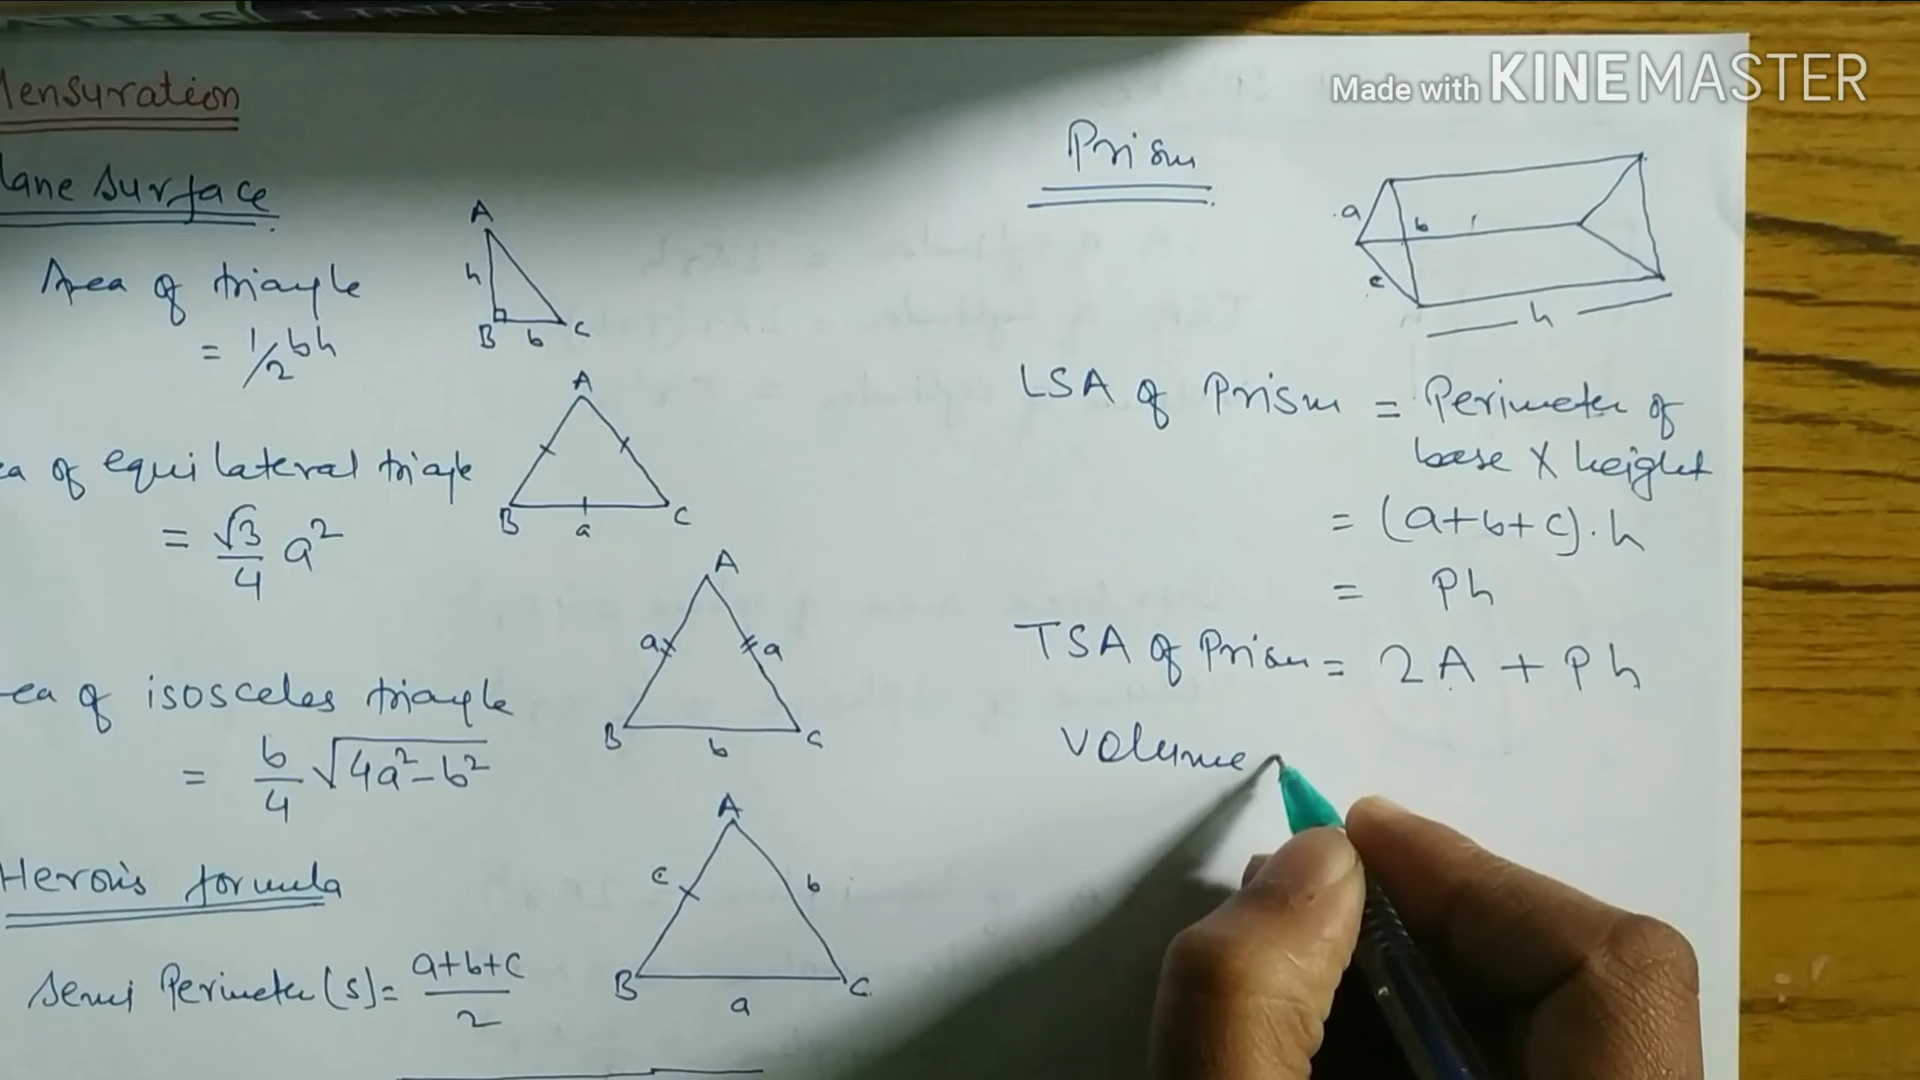 Made with KINEMASTER
Mensuration
lane surface
Area of triangle
= 1/2 bh
A
h
B b C
ea of equilateral triagle
= √3/4 a²
A
B a C
rea of isosceles triangle
= b/4 √4a²-b²
A
a a
B b C
Heron's formula
Semi Perimeter (s) = a+b+c/2
A
c b
B a C
Prism
a b l
c
h
LSA of Prism = Perimeter of
base X height
= (a+b+c).h
= Ph
TSA of Prism = 2A + Ph
Volume